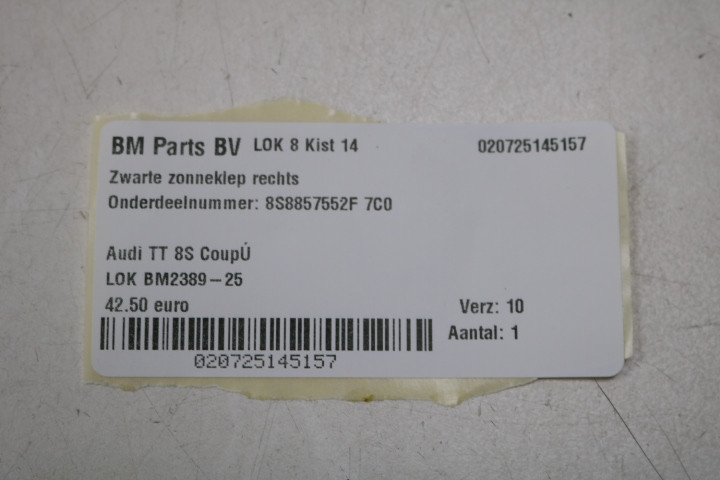 BM Parts BV LOK 8 Kist 14 020725145157
Zwarte zonneklep rechts
Onderdeelnummer: 8S8857552F 7C0
Audi TT 8S CoupÚ
LOK BM2389-25
42.50 euro Verz: 10
Aantal: 1
020725145157